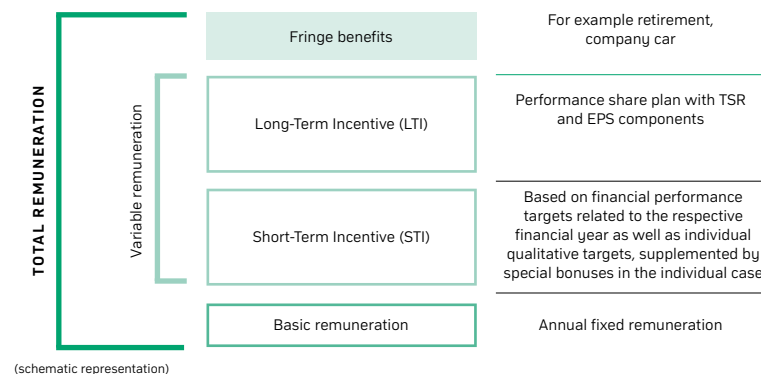 TOTAL REMUNERATION
Variable remuneration
Fringe benefits
For example retirement,
company car
Long-Term Incentive (LTI)
Performance share plan with TSR
and EPS components
Short-Term Incentive (STI)
Based on financial performance
targets related to the respective
financial year as well as individual
qualitative targets, supplemented by
special bonuses in the individual case
Basic remuneration
Annual fixed remuneration
(schematic representation)